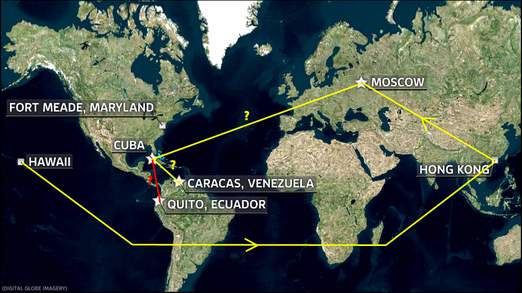 MOSCOW
?
FORT MEADE, MARYLAND
CUBA
?
HAWAII
HONG KONG
?
CARACAS, VENEZUELA
QUITO, ECUADOR
(DIGITAL GLOBE IMAGERY)